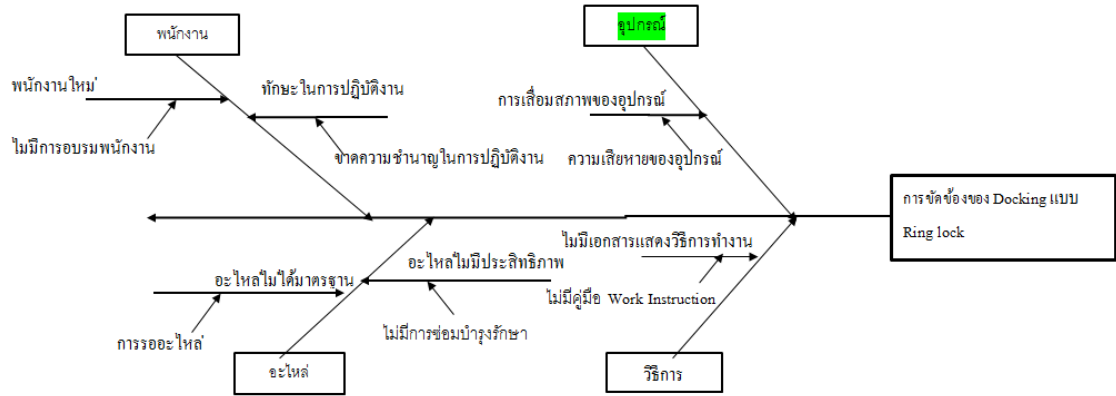 พนักงาน
อุปกรณ์
พนักงานใหม่
ทักษะในการปฏิบัติงาน
การเสื่อมสภาพของอุปกรณ์
ไม่มีการอบรมพนักงาน
ขาดความชำนาญในการปฏิบัติงาน
ความเสียหายของอุปกรณ์
การขัดข้องของ Docking แบบ
Ring lock
ไม่มีเอกสารแสดงวิธีการทำงาน
อะไหล่ไม่มีประสิทธิภาพ
อะไหล่ไม่ได้มาตรฐาน
ไม่มีคู่มือ Work Instruction
ไม่มีการซ่อมบำรุงรักษา
การรออะไหล่
อะไหล่
วิธีการ